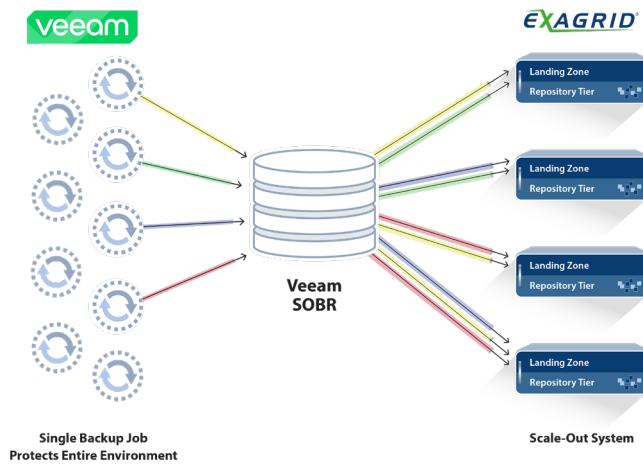 veeam
EXAGRID®
Landing Zone
Repository Tier
Landing Zone
Repository Tier
Landing Zone
Repository Tier
Landing Zone
Repository Tier
Veeam
SOBR
Single Backup Job
Protects Entire Environment
Scale-Out System